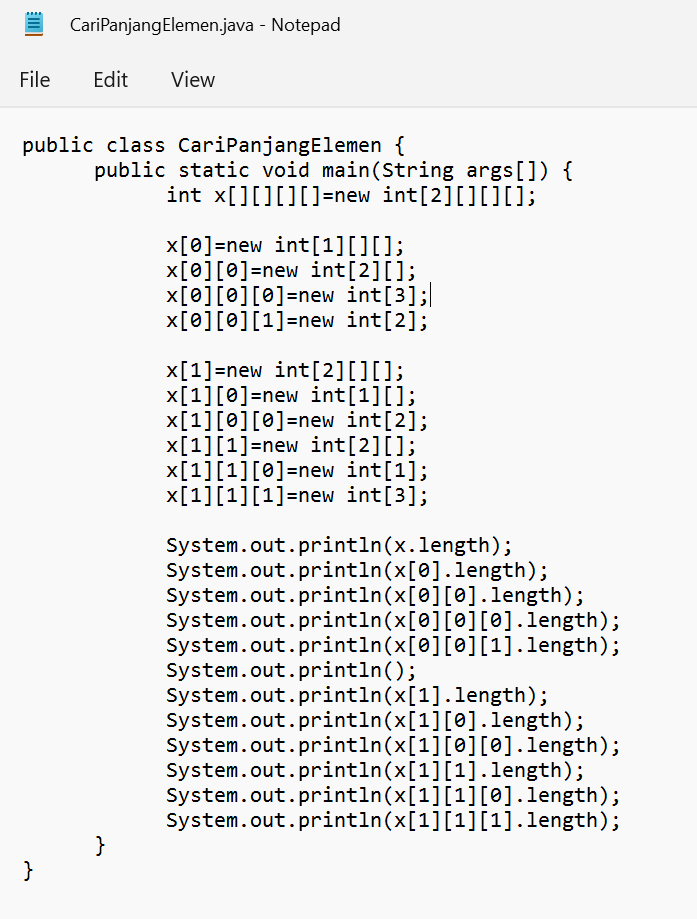 CariPanjangElemen.java - Notepad
File Edit View
public class CariPanjangElemen {
public static void main(String args[]) {
int x[][][][]=new int[2][][][];
x[0]=new int[1][][];
x[0][0]=new int[2][];
x[0][0][0]=new int[3];
x[0][0][1]=new int[2];
x[1]=new int[2][][];
x[1][0]=new int[1][];
x[1][0][0]=new int[2];
x[1][1]=new int[2][];
x[1][1][0]=new int[1];
x[1][1][1]=new int[3];
System.out.println(x.length);
System.out.println(x[0].length);
System.out.println(x[0][0].length);
System.out.println(x[0][0][0].length);
System.out.println(x[0][0][1].length);
System.out.println();
System.out.println(x[1].length);
System.out.println(x[1][0].length);
System.out.println(x[1][0][0].length);
System.out.println(x[1][1].length);
System.out.println(x[1][1][0].length);
System.out.println(x[1][1][1].length);
}
}